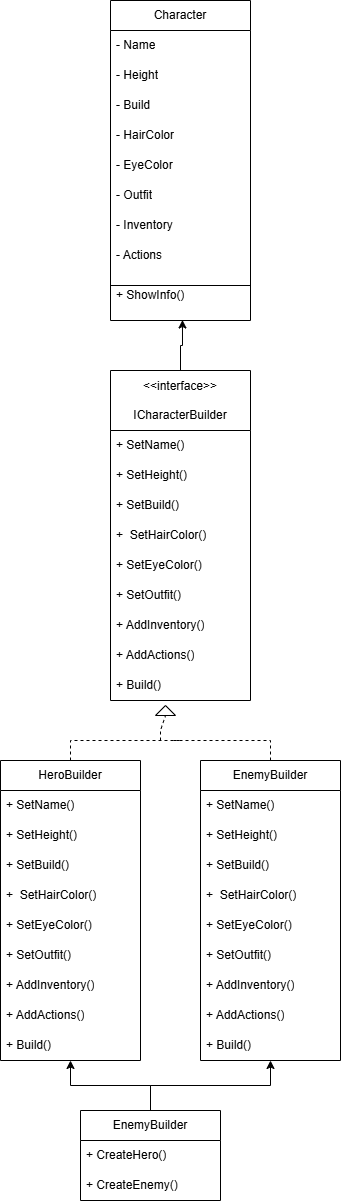 Character
- Name
- Height
- Build
- HairColor
- EyeColor
- Outfit
- Inventory
- Actions
+ ShowInfo()
<<interface>>
ICharacterBuilder
+ SetName()
+ SetHeight()
+ SetBuild()
+  SetHairColor()
+ SetEyeColor()
+ SetOutfit()
+ AddInventory()
+ AddActions()
+ Build()
HeroBuilder
+ SetName()
+ SetHeight()
+ SetBuild()
+  SetHairColor()
+ SetEyeColor()
+ SetOutfit()
+ AddInventory()
+ AddActions()
+ Build()
EnemyBuilder
+ SetName()
+ SetHeight()
+ SetBuild()
+  SetHairColor()
+ SetEyeColor()
+ SetOutfit()
+ AddInventory()
+ AddActions()
+ Build()
EnemyBuilder
+ CreateHero()
+ CreateEnemy()